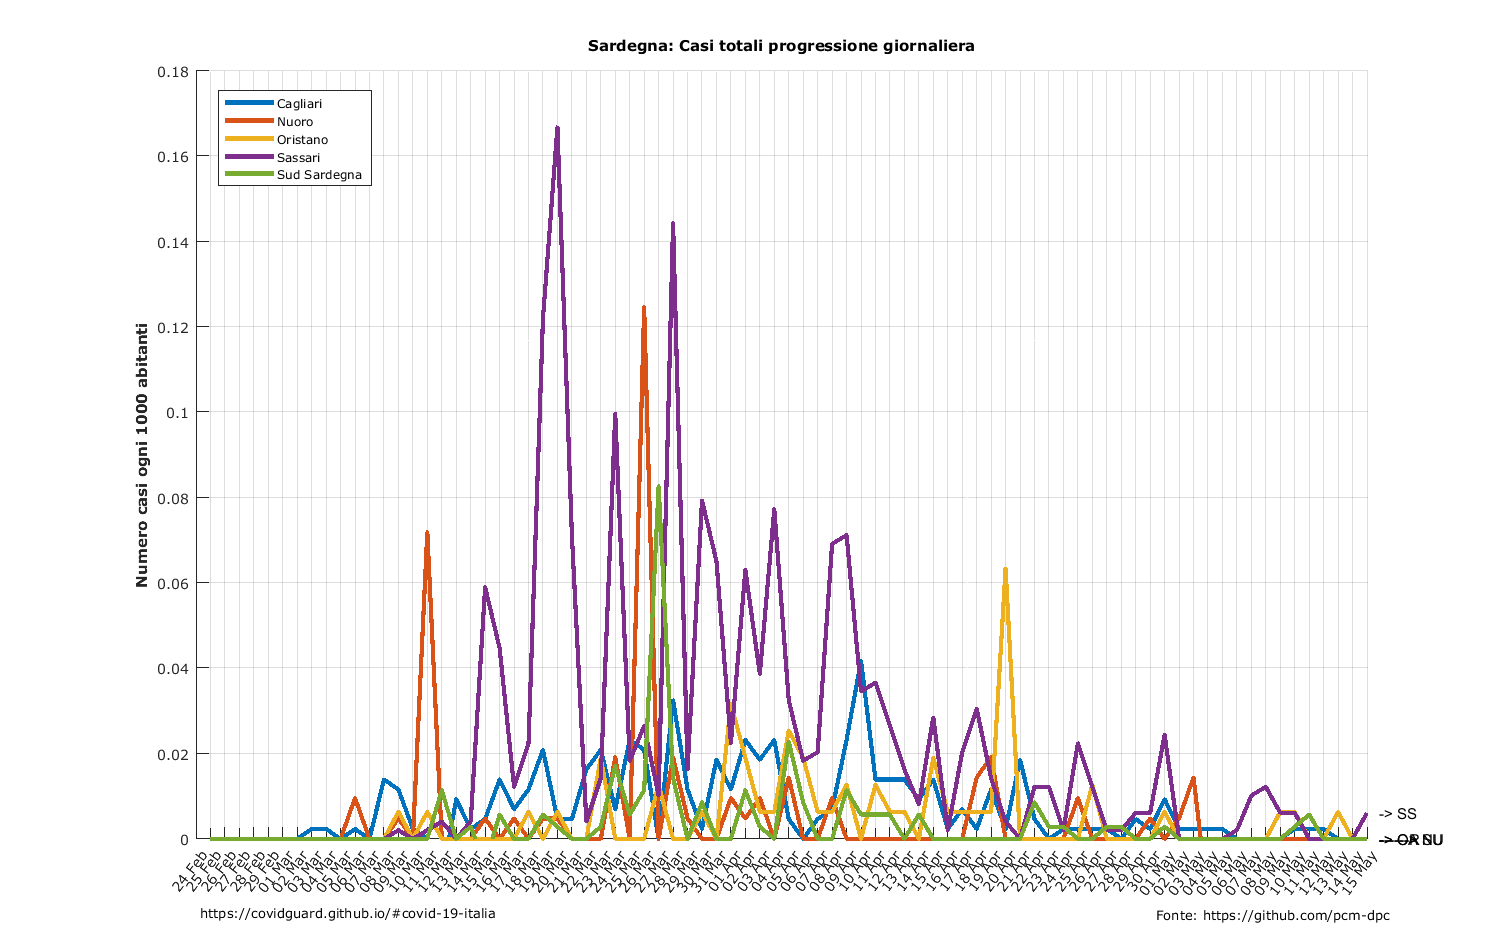 Sardegna: Casi totali progressione giornaliera
0.18
0.16
0.14
0.12
0.1
0.08
0.06
0.04
0.02
0
Numero casi ogni 1000 abitanti
Cagliari
Nuoro
Oristano
Sassari
Sud Sardegna
-> SS
24 Feb
25 Feb
26 Feb
27 Feb
28 Feb
29 Feb
01 Mar
02 Mar
03 Mar
04 Mar
05 Mar
06 Mar
07 Mar
08 Mar
09 Mar
10 Mar
11 Mar
12 Mar
13 Mar
14 Mar
15 Mar
16 Mar
17 Mar
18 Mar
19 Mar
20 Mar
21 Mar
22 Mar
23 Mar
24 Mar
25 Mar
26 Mar
27 Mar
28 Mar
29 Mar
30 Mar
31 Mar
01 Apr
02 Apr
03 Apr
04 Apr
05 Apr
06 Apr
07 Apr
08 Apr
09 Apr
10 Apr
11 Apr
12 Apr
13 Apr
14 Apr
15 Apr
16 Apr
17 Apr
18 Apr
19 Apr
20 Apr
21 Apr
22 Apr
23 Apr
24 Apr
25 Apr
26 Apr
27 Apr
28 Apr
29 Apr
30 Apr
01 May
02 May
03 May
04 May
05 May
06 May
07 May
08 May
09 May
10 May
11 May
12 May
13 May
14 May
15 May
https://covidguard.github.io/#covid-19-italia
Fonte: https://github.com/pcm-dpc